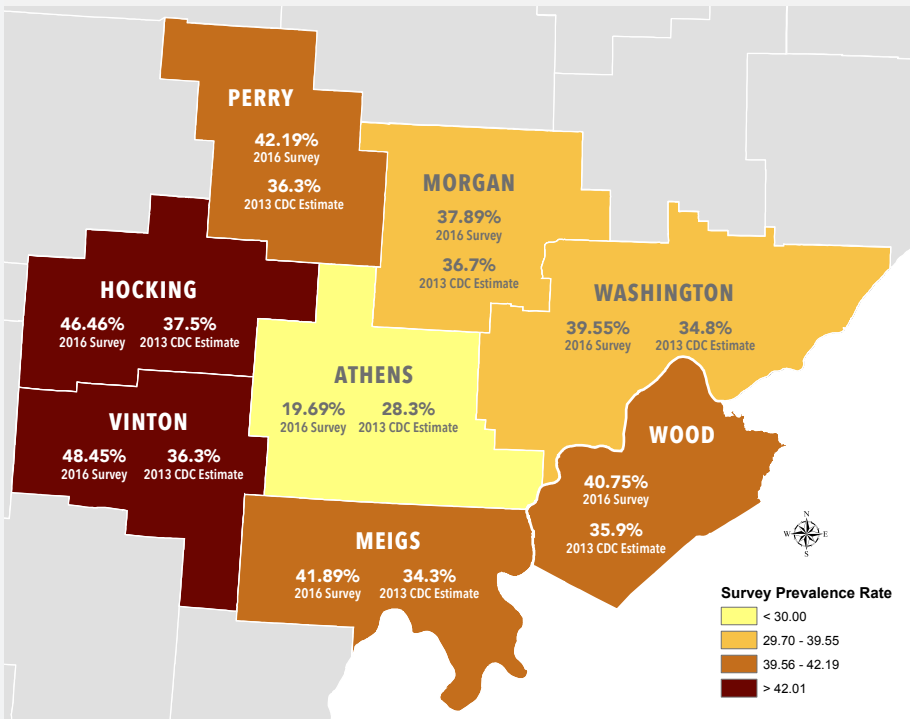 PERRY
42.19%
2016 Survey
36.3%
2013 CDC Estimate
MORGAN
37.89%
2016 Survey
36.7%
2013 CDC Estimate
HOCKING
46.46% 37.5%
2016 Survey 2013 CDC Estimate
WASHINGTON
39.55% 34.8%
2016 Survey 2013 CDC Estimate
ATHENS
19.69% 28.3%
2016 Survey 2013 CDC Estimate
VINTON
48.45% 36.3%
2016 Survey 2013 CDC Estimate
WOOD
40.75%
2016 Survey
35.9%
2013 CDC Estimate
MEIGS
41.89% 34.3%
2016 Survey 2013 CDC Estimate
N
W E
S
Survey Prevalence Rate
< 30.00
29.70 - 39.55
39.56 - 42.19
> 42.01